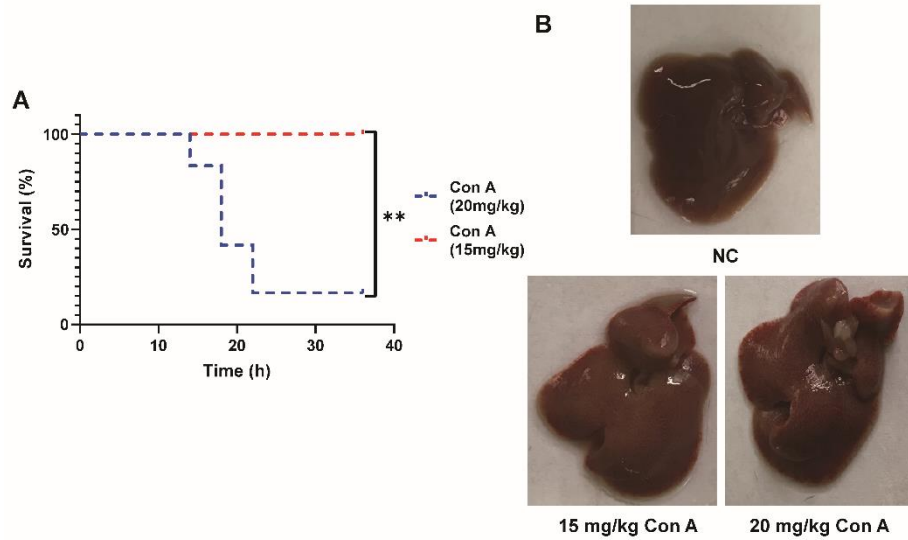 A
100
50
0
Survival (%)
0
10
20
30
40
Time (h)
Con A
(20mg/kg)
Con A
(15mg/kg)
**
B
NC
15 mg/kg Con A
20 mg/kg Con A